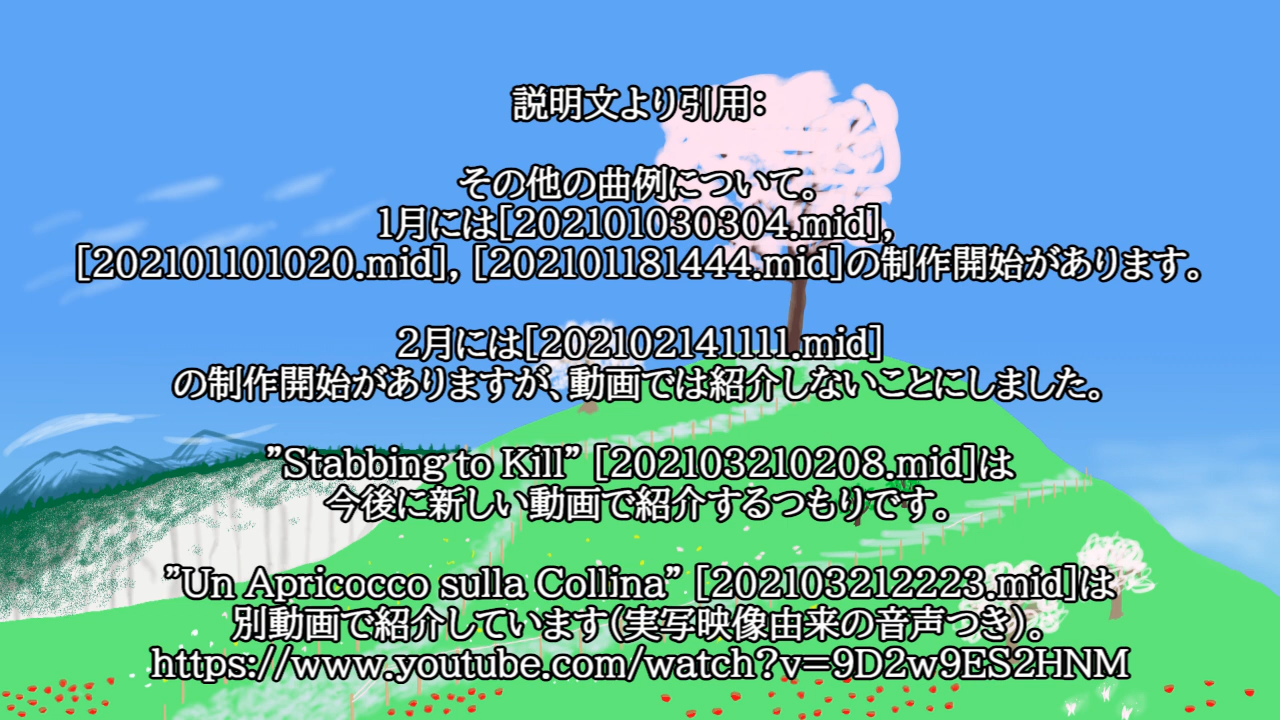 説明文より引用：
その他の曲例について。
1月には[202101030304.mid],
[202101101020.mid], [202101181444.mid]の制作開始があります。
2月には[202102141111.mid]
の制作開始がありますが、動画では紹介しないことにしました。
”Stabbing to Kill” [202103210208.mid]は
今後に新しい動画で紹介するつもりです。
”Un Apricocco sulla Collina” [202103212223.mid]は
別動画で紹介しています(実写映像由来の音声つき)。
https://www.youtube.com/watch?v=9D2w9ES2HNM